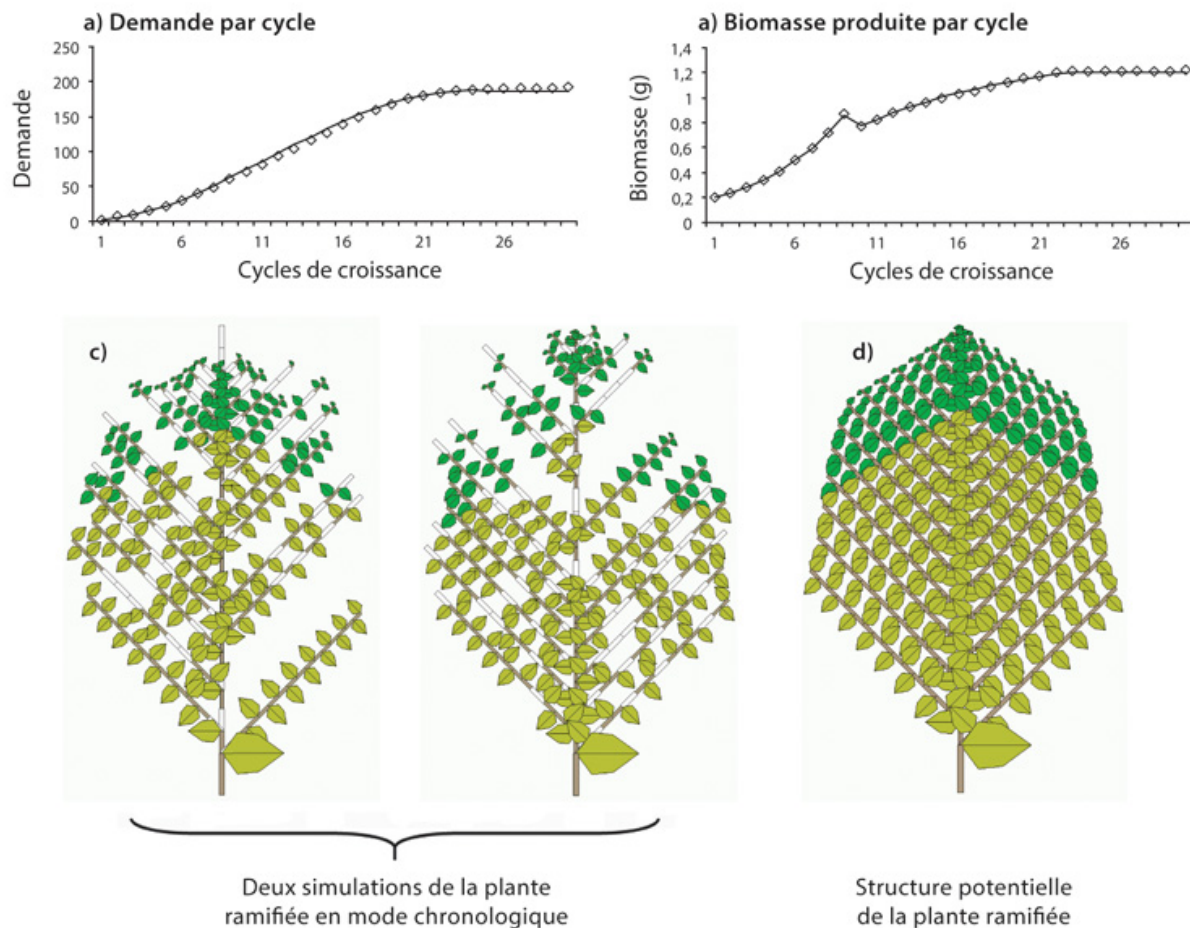 a) Demande par cycle
250
200
150
100
50
0
Demande
1 6 11 16 21 26
Cycles de croissance
a) Biomasse produite par cycle
1,4
1,2
1
0,8
0,6
0,4
0,2
0
Biomasse (g)
1 6 10 16 21 26
Cycles de croissance
c)
d)
Deux simulations de la plante
ramifiée en mode chronologique
Structure potentielle
de la plante ramifiée